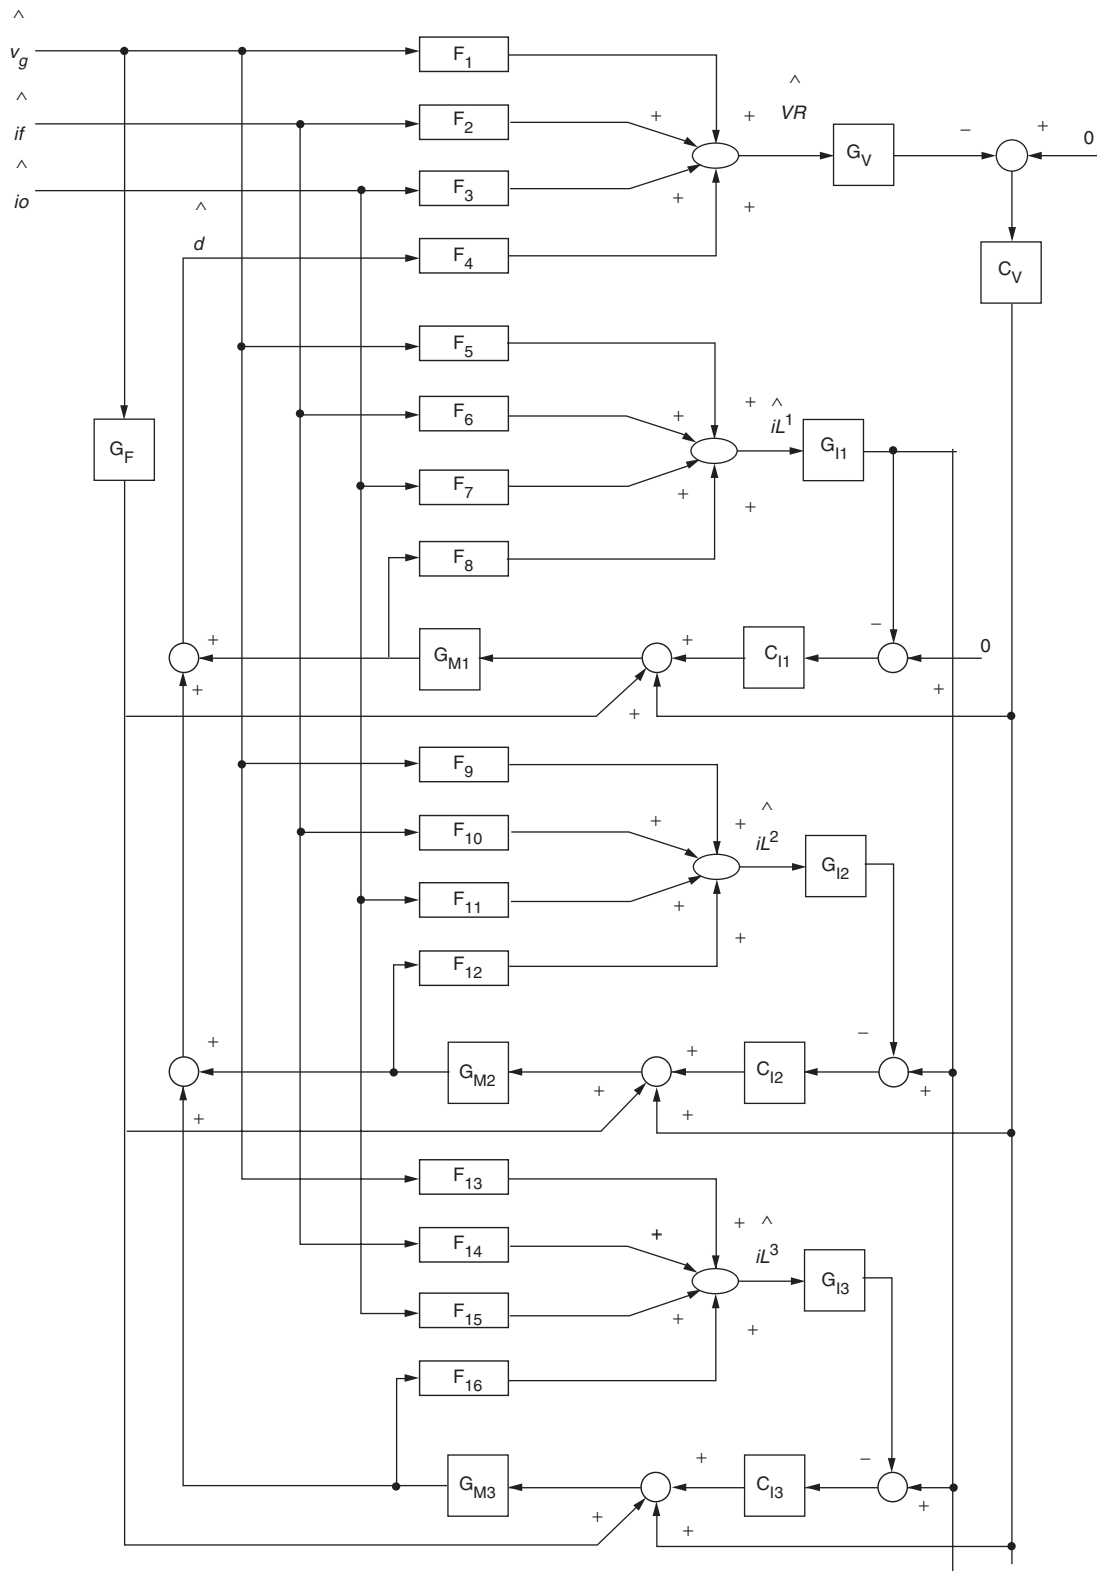 ^
v_g
F_1
^
if
F_2
+
+
^
VR
G_V
−
+
0
^
io
F_3
+
+
^
d
F_4
C_V
F_5
G_F
F_6
+
+
^
iL^1
G_I1
F_7
+
+
F_8
+
G_M1
+
C_I1
−
0
+
+
+
F_9
F_10
+
+
^
iL^2
G_I2
F_11
+
+
F_12
+
G_M2
+
C_I2
−
+
+
+
+
F_13
F_14
+
+
^
iL^3
G_I3
F_15
+
+
F_16
G_M3
+
C_I3
−
+
+
+